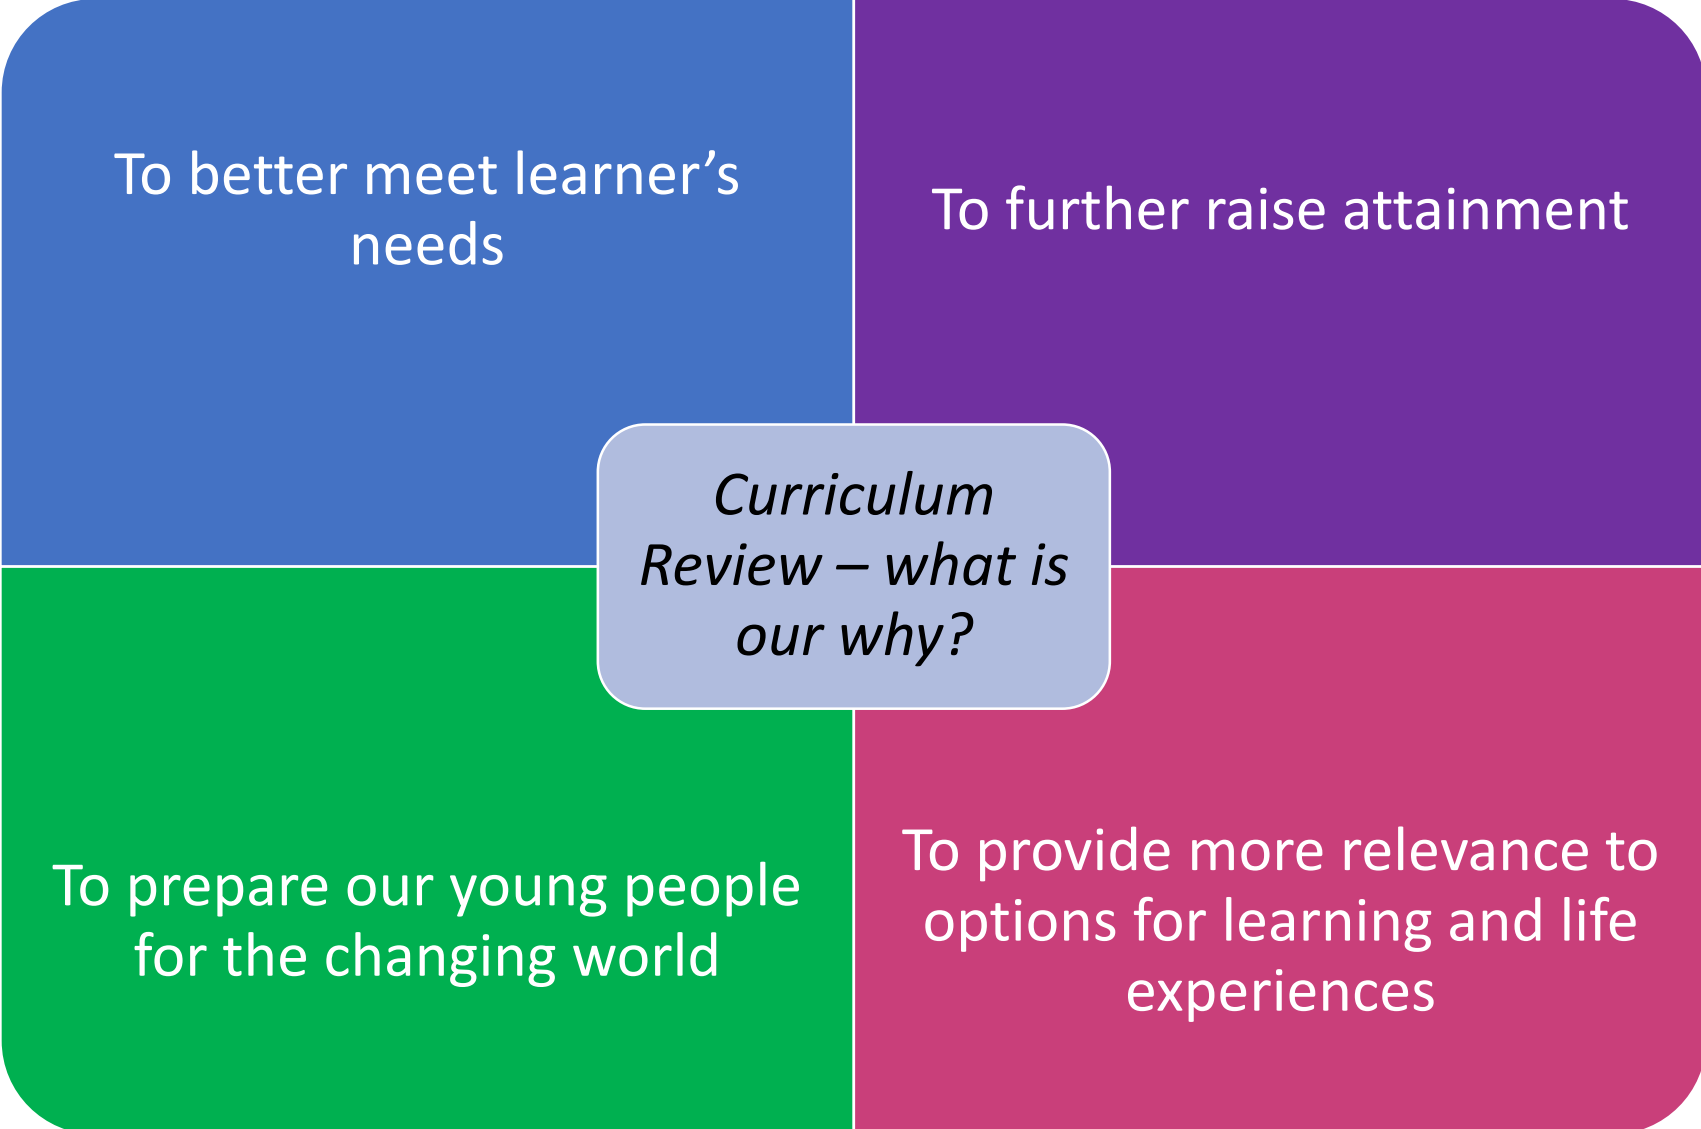 To better meet learner’s
needs
To further raise attainment
Curriculum
Review – what is
our why?
To prepare our young people
for the changing world
To provide more relevance to
options for learning and life
experiences